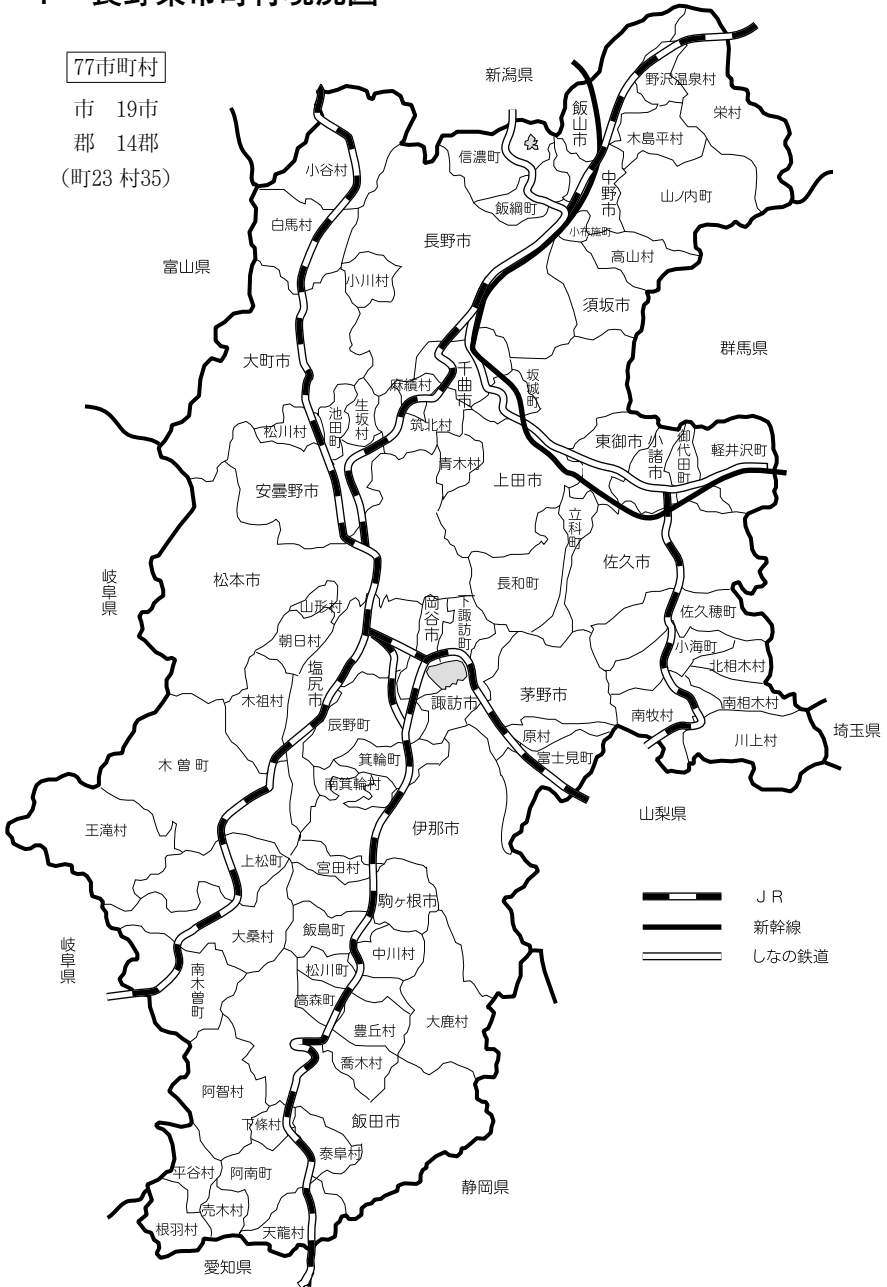 77市町村
市 19市
郡 14郡
(町23 村35)
新潟県
野沢温泉村
栄村
飯山市
木島平村
信濃町
小谷村
中野市
山ノ内町
飯綱町
白馬村
小布施町
長野市
高山村
富山県
小川村
須坂市
群馬県
大町市
千曲市
坂城町
麻績村
生坂村
池田町
松川村
筑北村
東御市
小諸市
御代田町
軽井沢町
青木村
上田市
安曇野市
立科町
佐久市
松本市
岐阜県
長和町
山形村
岡谷市
下諏訪町
佐久穂町
朝日村
小海町
塩尻市
北相木村
木祖村
諏訪市
茅野市
南相木村
南牧村
辰野町
原村
川上村
埼玉県
木曽町
箕輪町
富士見町
南箕輪村
山梨県
王滝村
伊那市
上松町
宮田村
駒ヶ根市
JR
大桑村
飯島町
新幹線
岐阜県
中川村
しなの鉄道
南木曽町
松川町
高森町
大鹿村
豊丘村
喬木村
阿智村
下條村
飯田市
泰阜村
平谷村
阿南町
静岡県
売木村
根羽村
天龍村
愛知県